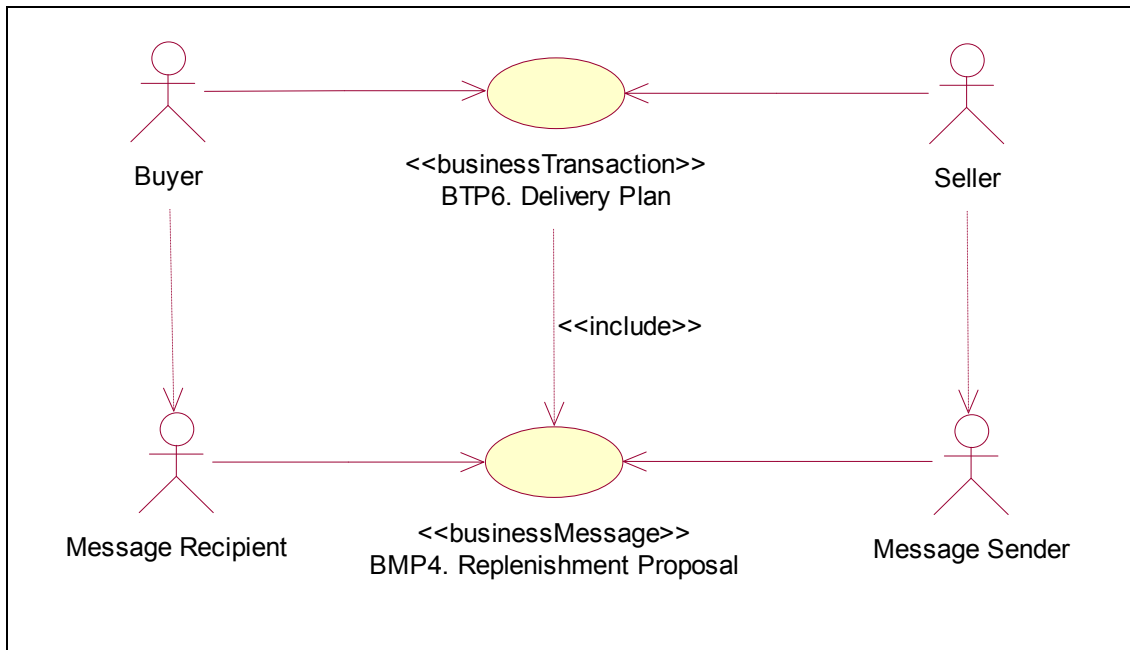 <<businessTransaction>>
BTP6. Delivery Plan
Buyer
Seller
<<include>>
<<businessMessage>>
BMP4. Replenishment Proposal
Message Recipient
Message Sender